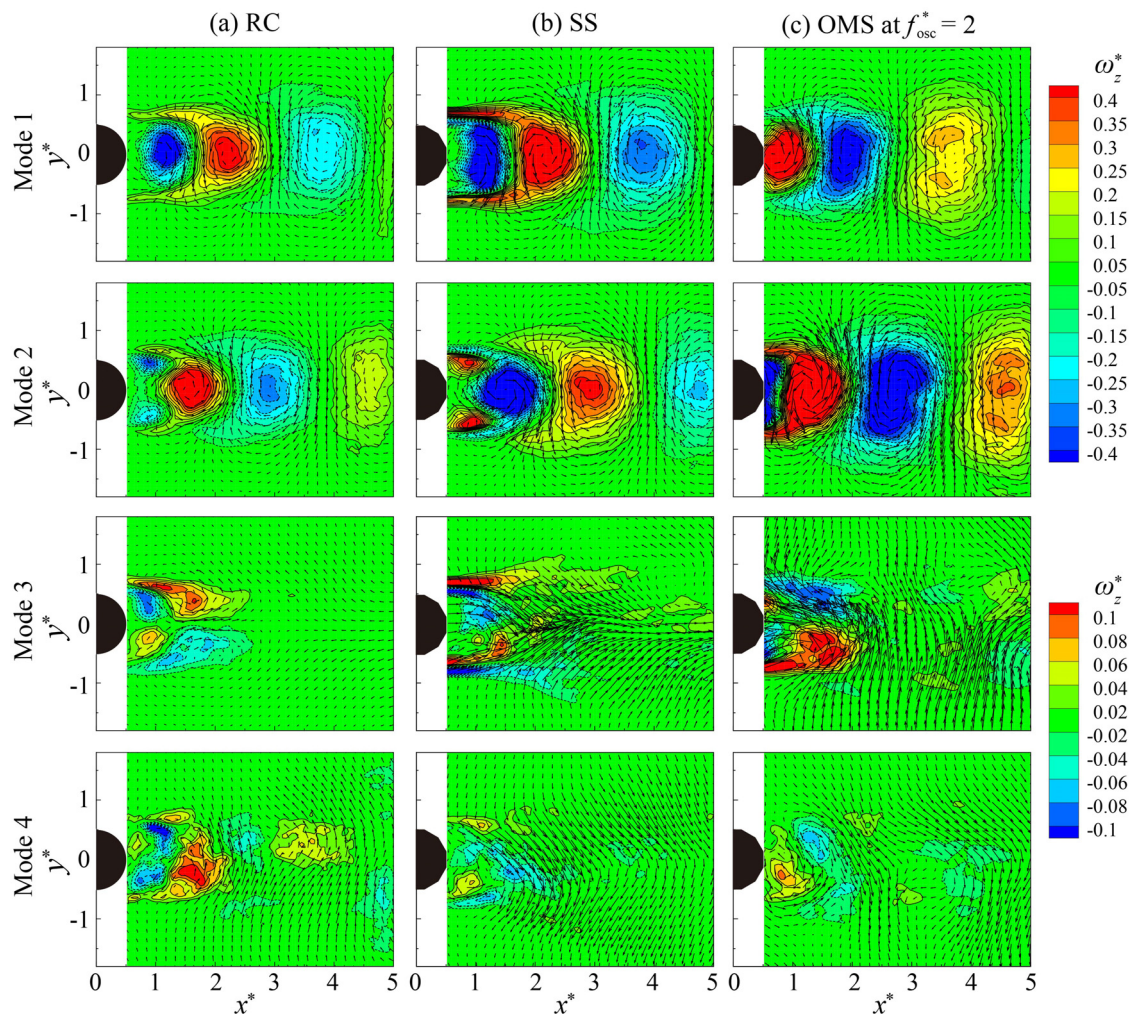 (a) RC (b) SS (c) OMS at f*osc = 2
Mode 1
y*
1
0
-1
ω*z
0.4
0.35
0.3
0.25
0.2
0.15
0.1
0.05
-0.05
-0.1
-0.15
-0.2
-0.25
-0.3
-0.35
-0.4
Mode 2
y*
1
0
-1
Mode 3
y*
1
0
-1
ω*z
0.1
0.08
0.06
0.04
0.02
-0.02
-0.04
-0.06
-0.08
-0.1
Mode 4
y*
1
0
-1
0 1 2 3 4 5 0 1 2 3 4 5 0 1 2 3 4 5
x* x* x*